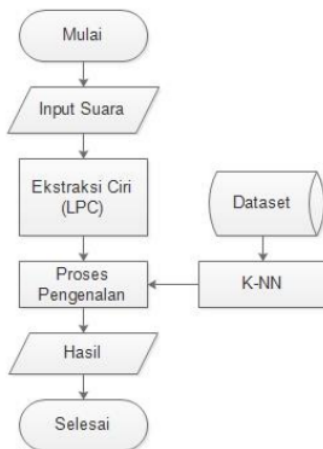 Mulai
Input Suara
Ekstraksi Ciri
(LPC)
Dataset
Proses
Pengenalan
K-NN
Hasil
Selesai